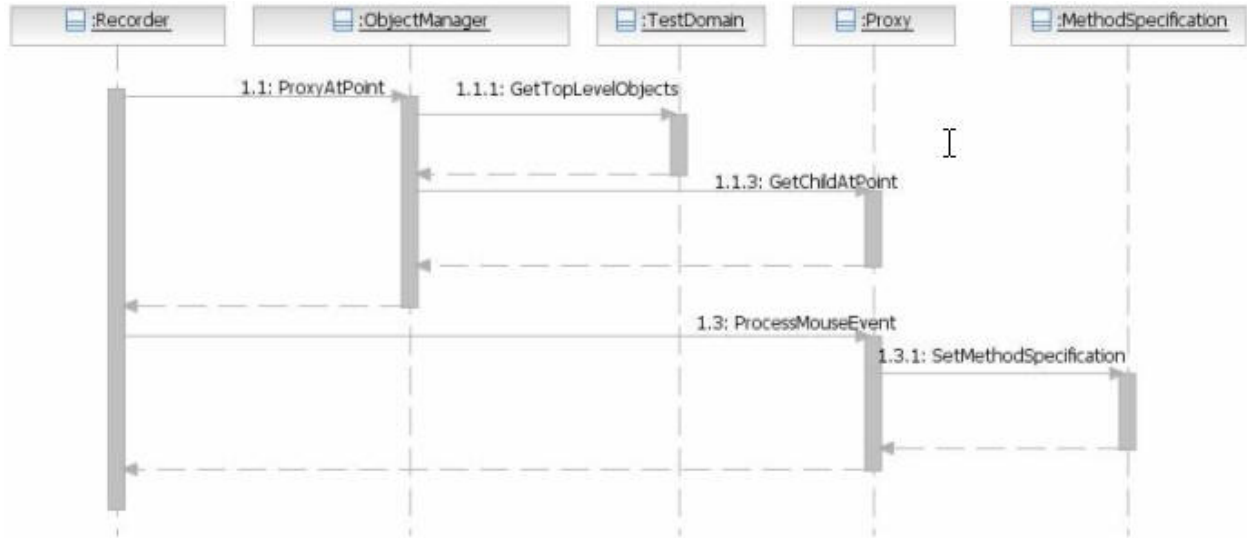 :Recorder
:ObjectManager
:TestDomain
:Proxy
:MethodSpecification
1.1: ProxyAtPoint
1.1.1: GetTopLevelObjects
1.1.3: GetChildAtPoint
1.3: ProcessMouseEvent
1.3.1: SetMethodSpecification